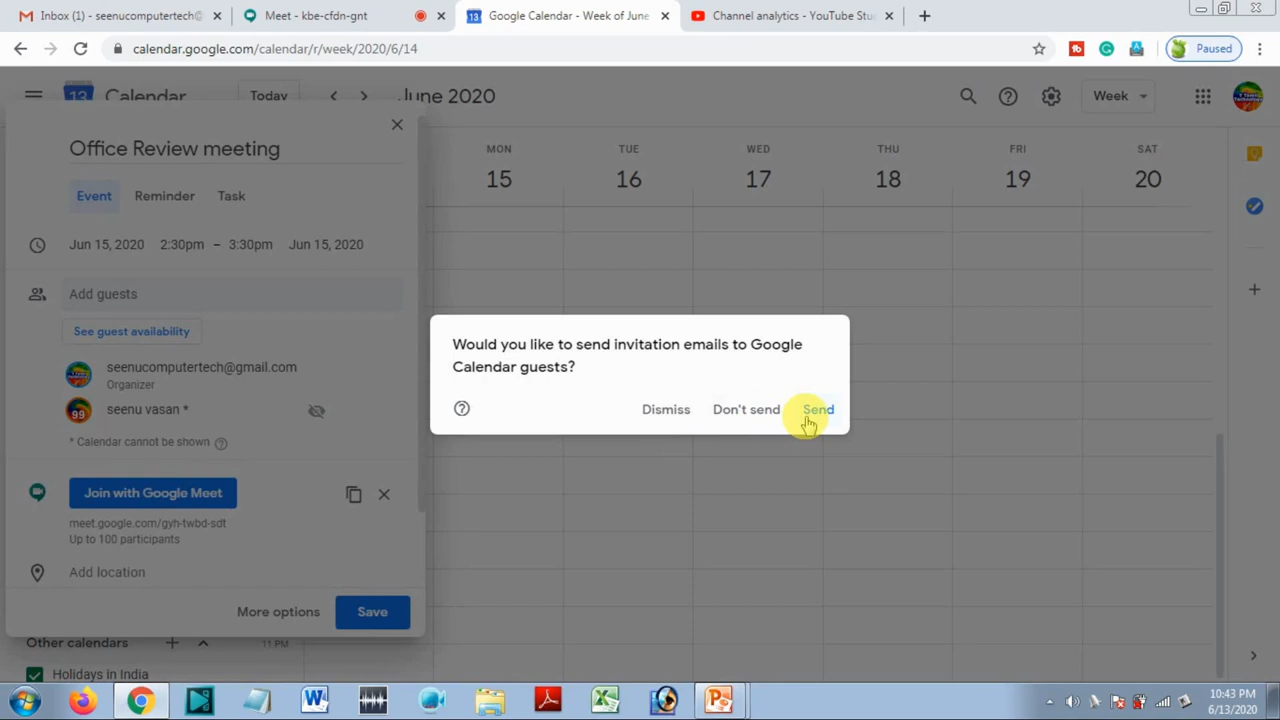 Inbox (1) - seenucomputertech@
Meet - kbe-cfdn-gnt
Google Calendar - Week of June
Channel analytics - YouTube Stu
calendar.google.com/calendar/r/week/2020/6/14
Paused
Calendar
Today
June 2020
Week
Office Review meeting
Event Reminder Task
Jun 15, 2020 2:30pm – 3:30pm Jun 15, 2020
Add guests
See guest availability
seenucomputertech@gmail.com
Organizer
99
seenu vasan *
* Calendar cannot be shown
Join with Google Meet
meet.google.com/gyh-twbd-sdt
Up to 100 participants
Add location
More options
Save
Other calendars
11 PM
Holidays in India
MON TUE WED THU FRI SAT
15 16 17 18 19 20
Would you like to send invitation emails to Google
Calendar guests?
Dismiss Don't send Send
10:43 PM
6/13/2020